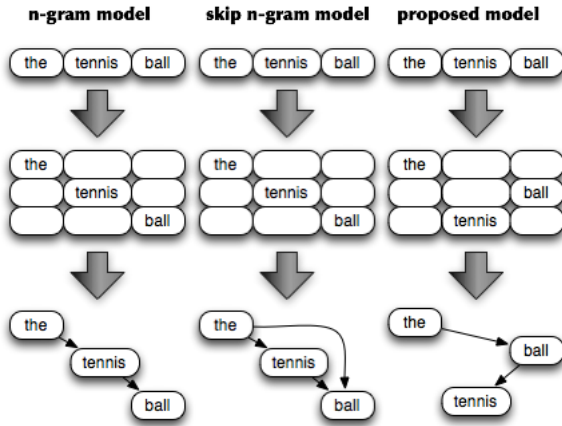 n-gram model skip n-gram model proposed model
the tennis ball the tennis ball the tennis ball
the the the
tennis tennis ball
ball ball tennis
the the the
tennis tennis ball
ball ball tennis